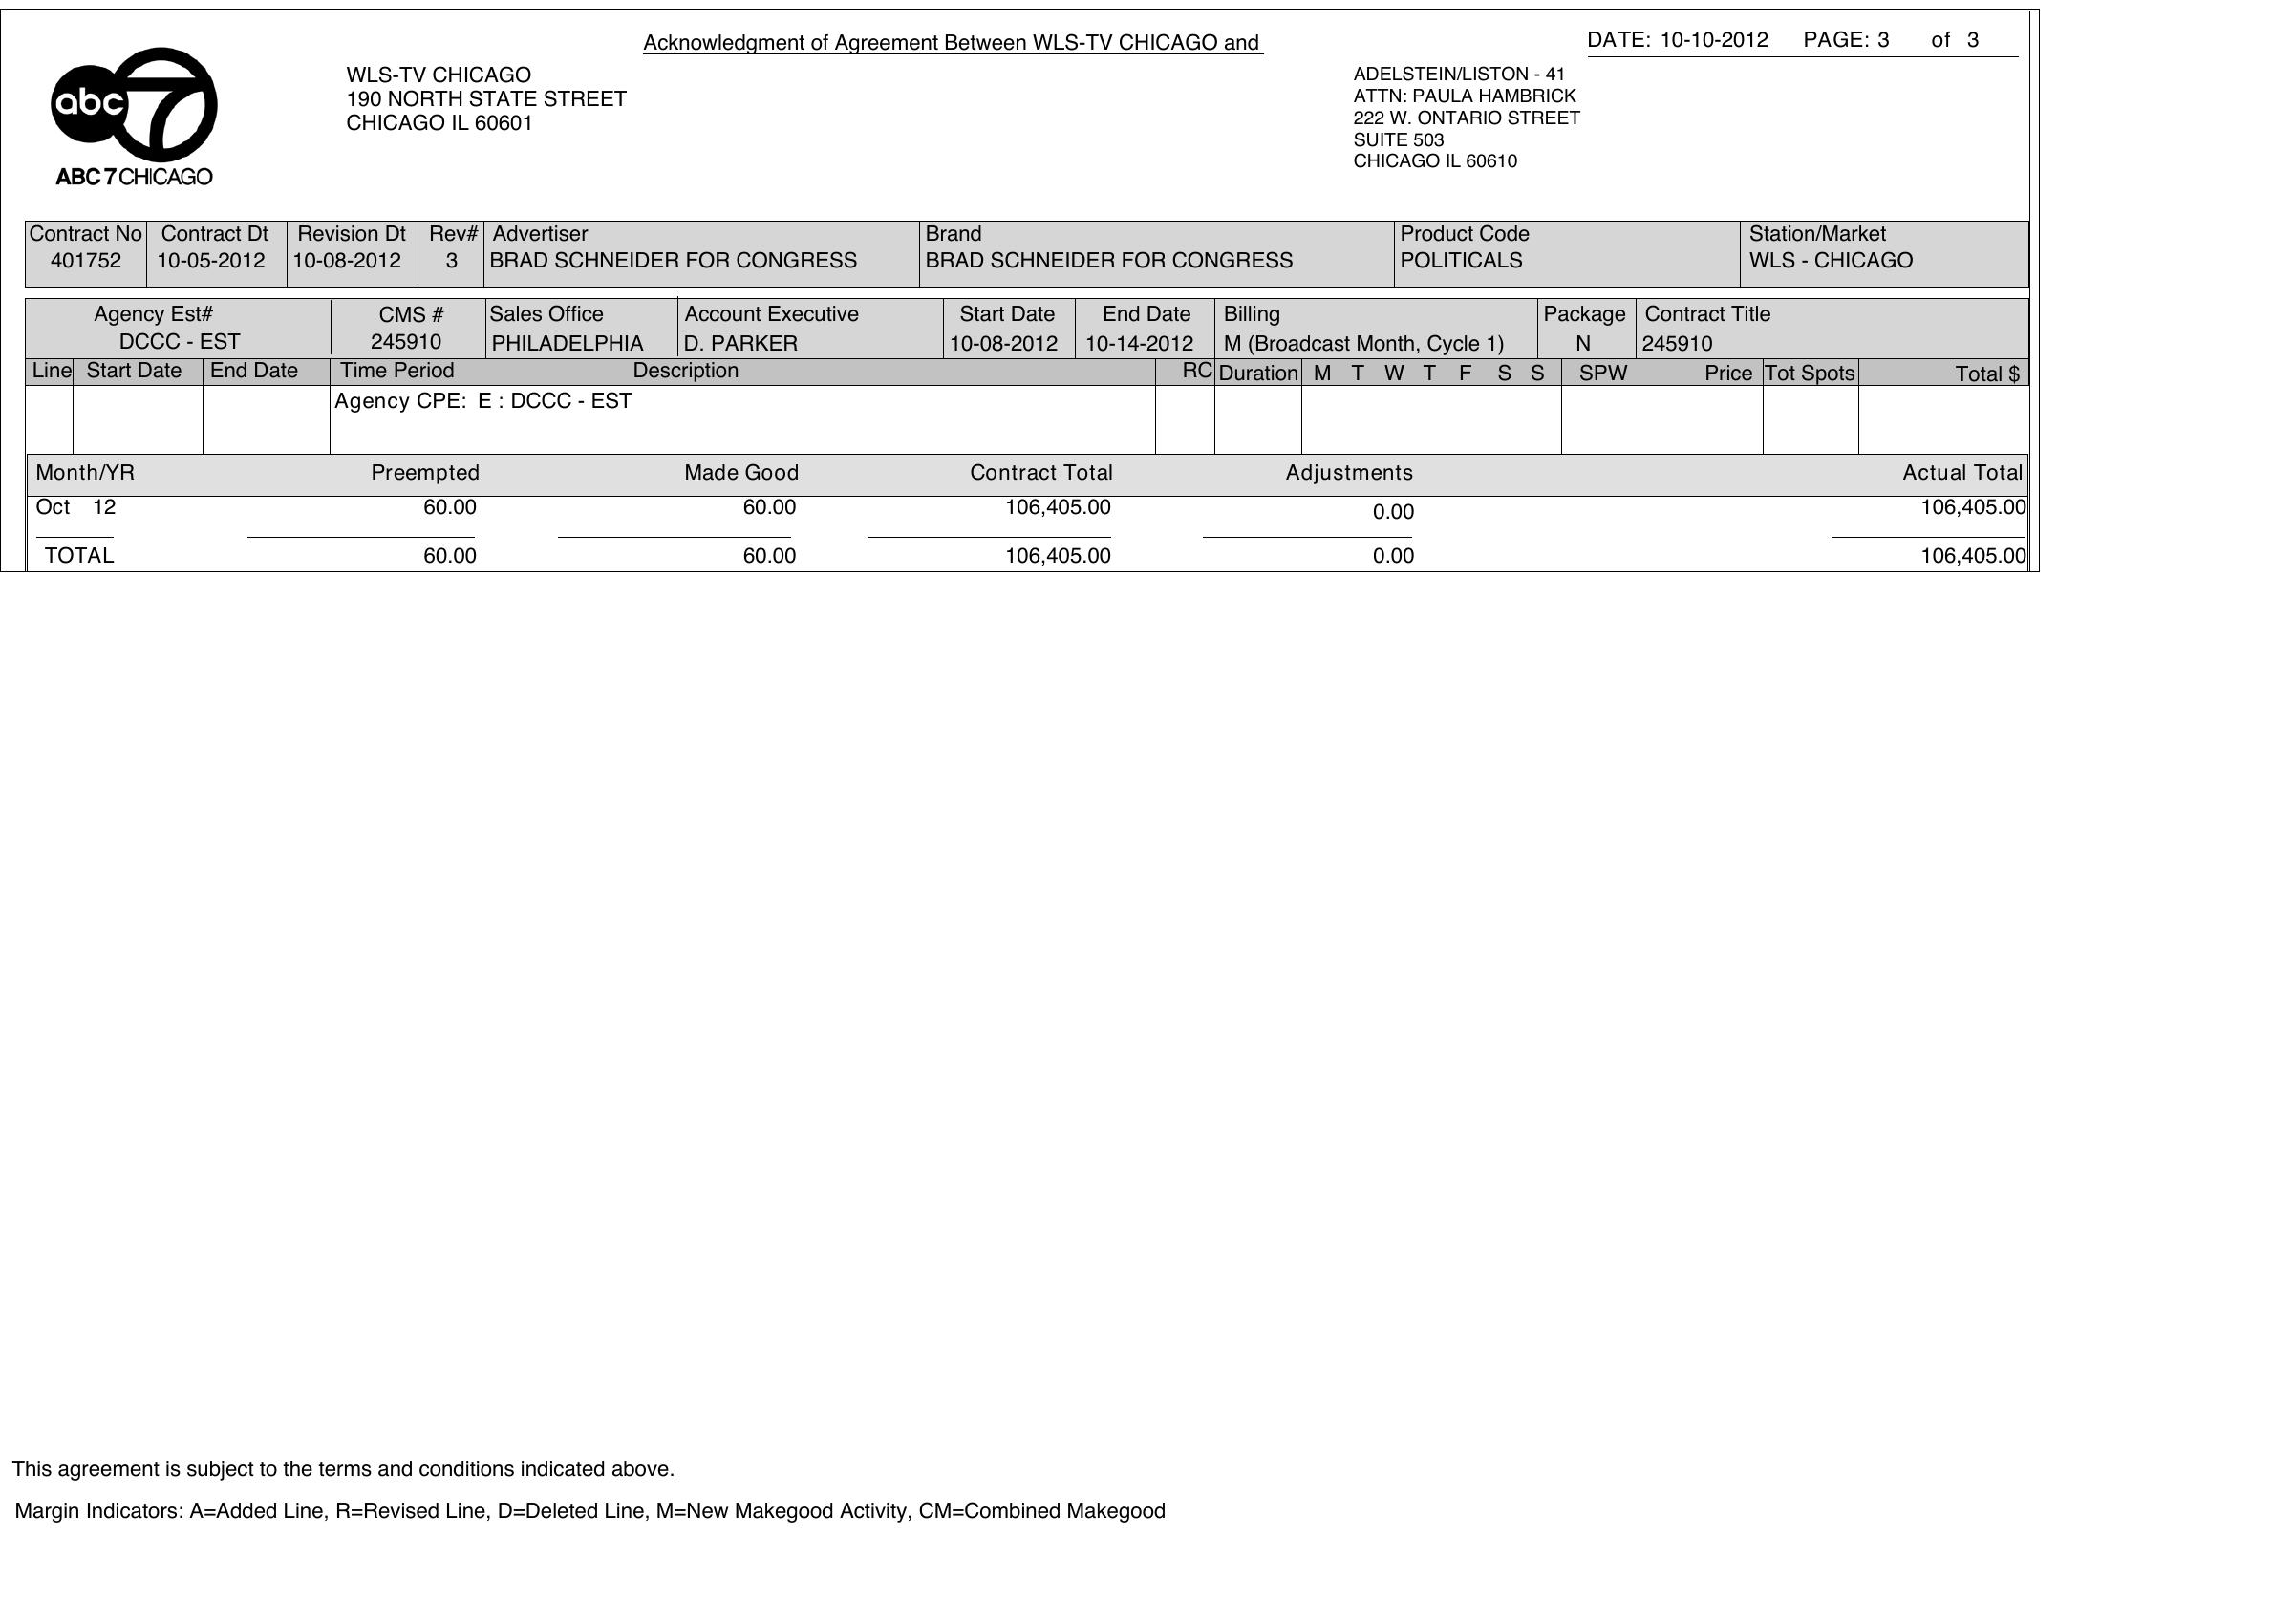 Acknowledgment of Agreement Between WLS-TV CHICAGO and
DATE: 10-10-2012 PAGE: 3 of 3
abc 7
ABC 7 CHICAGO
WLS-TV CHICAGO
190 NORTH STATE STREET
CHICAGO IL 60601
ADELSTEIN/LISTON - 41
ATTN: PAULA HAMBRICK
222 W. ONTARIO STREET
SUITE 503
CHICAGO IL 60610
Contract No Contract Dt Revision Dt Rev# Advertiser Brand Product Code Station/Market
401752 10-05-2012 10-08-2012 3 BRAD SCHNEIDER FOR CONGRESS BRAD SCHNEIDER FOR CONGRESS POLITICALS WLS - CHICAGO
Agency Est# CMS # Sales Office Account Executive Start Date End Date Billing Package Contract Title
DCCC - EST 245910 PHILADELPHIA D. PARKER 10-08-2012 10-14-2012 M (Broadcast Month, Cycle 1) N 245910
Line Start Date End Date Time Period Description RC Duration M T W T F S S SPW Price Tot Spots Total $
Agency CPE: E : DCCC - EST
Month/YR Preempted Made Good Contract Total Adjustments Actual Total
Oct 12 60.00 60.00 106,405.00 0.00 106,405.00
TOTAL 60.00 60.00 106,405.00 0.00 106,405.00
This agreement is subject to the terms and conditions indicated above.
Margin Indicators: A=Added Line, R=Revised Line, D=Deleted Line, M=New Makegood Activity, CM=Combined Makegood